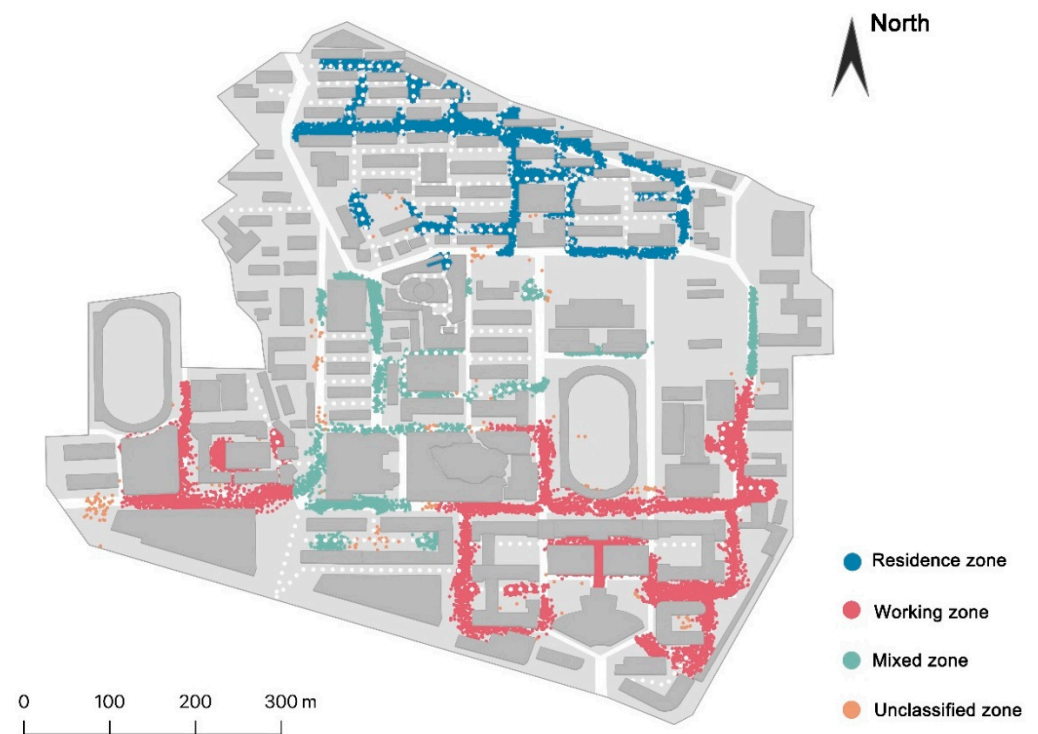 North
Residence zone
Working zone
Mixed zone
Unclassified zone
0 100 200 300 m